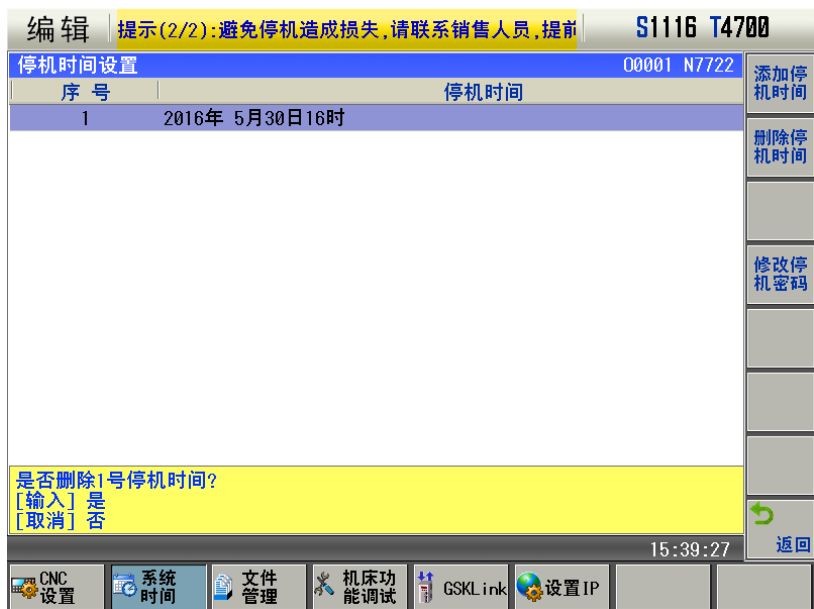 编辑 提示(2/2):避免停机造成损失,请联系销售人员,提前 S1116 T4700
停机时间设置 O0001 N7722
序 号 停机时间
1 2016年 5月30日16时
添加停
机时间
删除停
机时间
修改停
机密码
是否删除1号停机时间?
[输入] 是
[取消] 否
返回
15:39:27
CNC
设置
系统
时间
文件
管理
机床功
能调试
GSKLink
设置IP